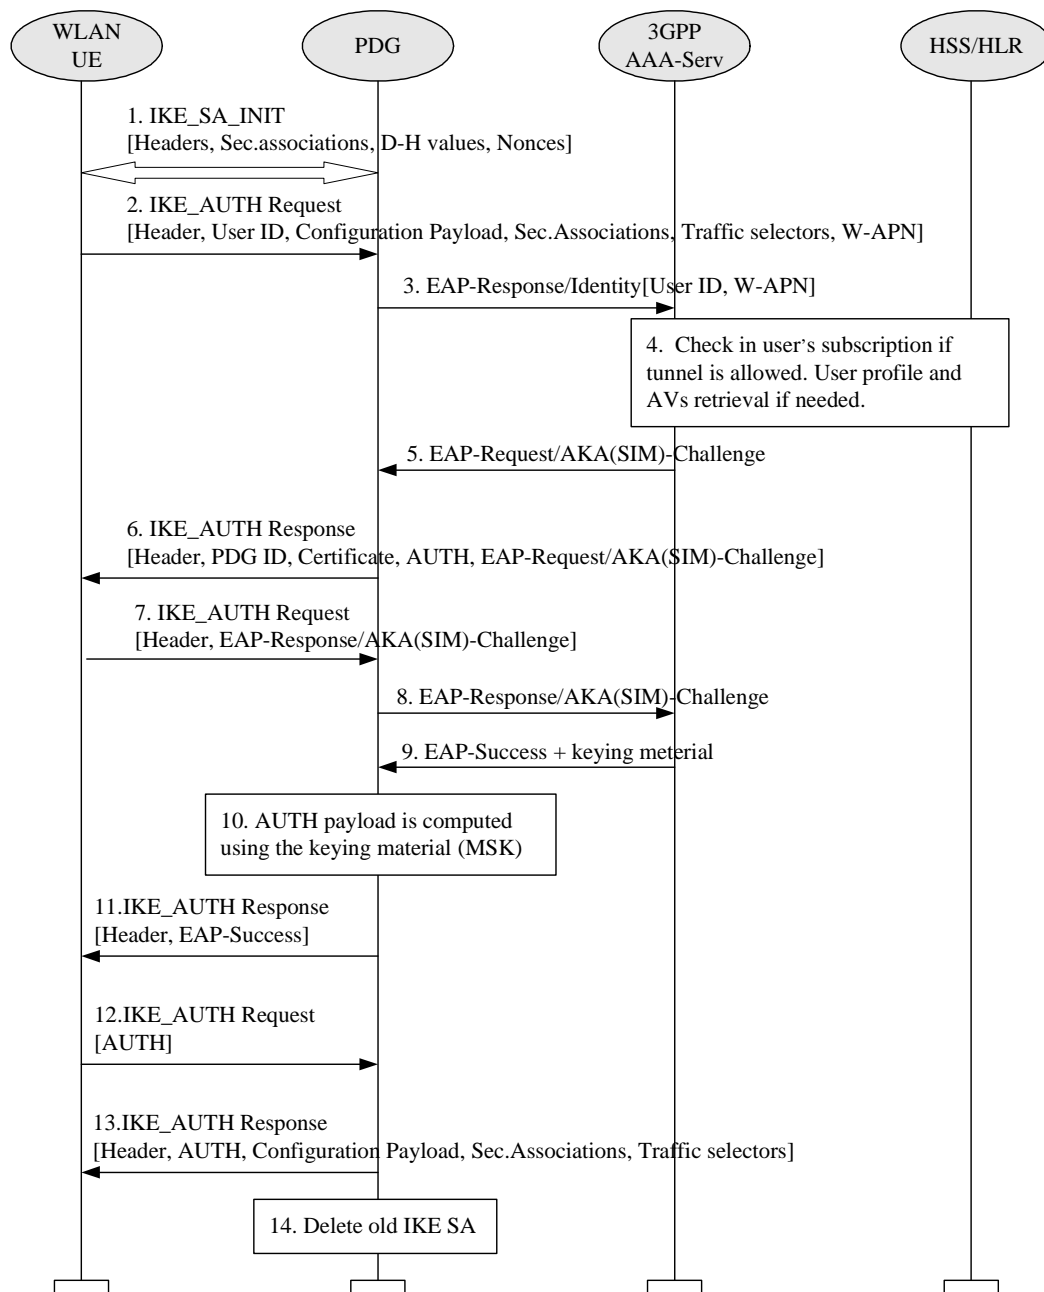 WLAN
UE
PDG
3GPP
AAA-Serv
HSS/HLR
1. IKE_SA_INIT
[Headers, Sec.associations, D-H values, Nonces]
2. IKE_AUTH Request
[Header, User ID, Configuration Payload, Sec.Associations, Traffic selectors, W-APN]
3. EAP-Response/Identity[User ID, W-APN]
4. Check in user's subscription if
tunnel is allowed. User profile and
AVs retrieval if needed.
5. EAP-Request/AKA(SIM)-Challenge
6. IKE_AUTH Response
[Header, PDG ID, Certificate, AUTH, EAP-Request/AKA(SIM)-Challenge]
7. IKE_AUTH Request
[Header, EAP-Response/AKA(SIM)-Challenge]
8. EAP-Response/AKA(SIM)-Challenge
9. EAP-Success + keying meterial
10. AUTH payload is computed
using the keying material (MSK)
11.IKE_AUTH Response
[Header, EAP-Success]
12.IKE_AUTH Request
[AUTH]
13.IKE_AUTH Response
[Header, AUTH, Configuration Payload, Sec.Associations, Traffic selectors]
14. Delete old IKE SA